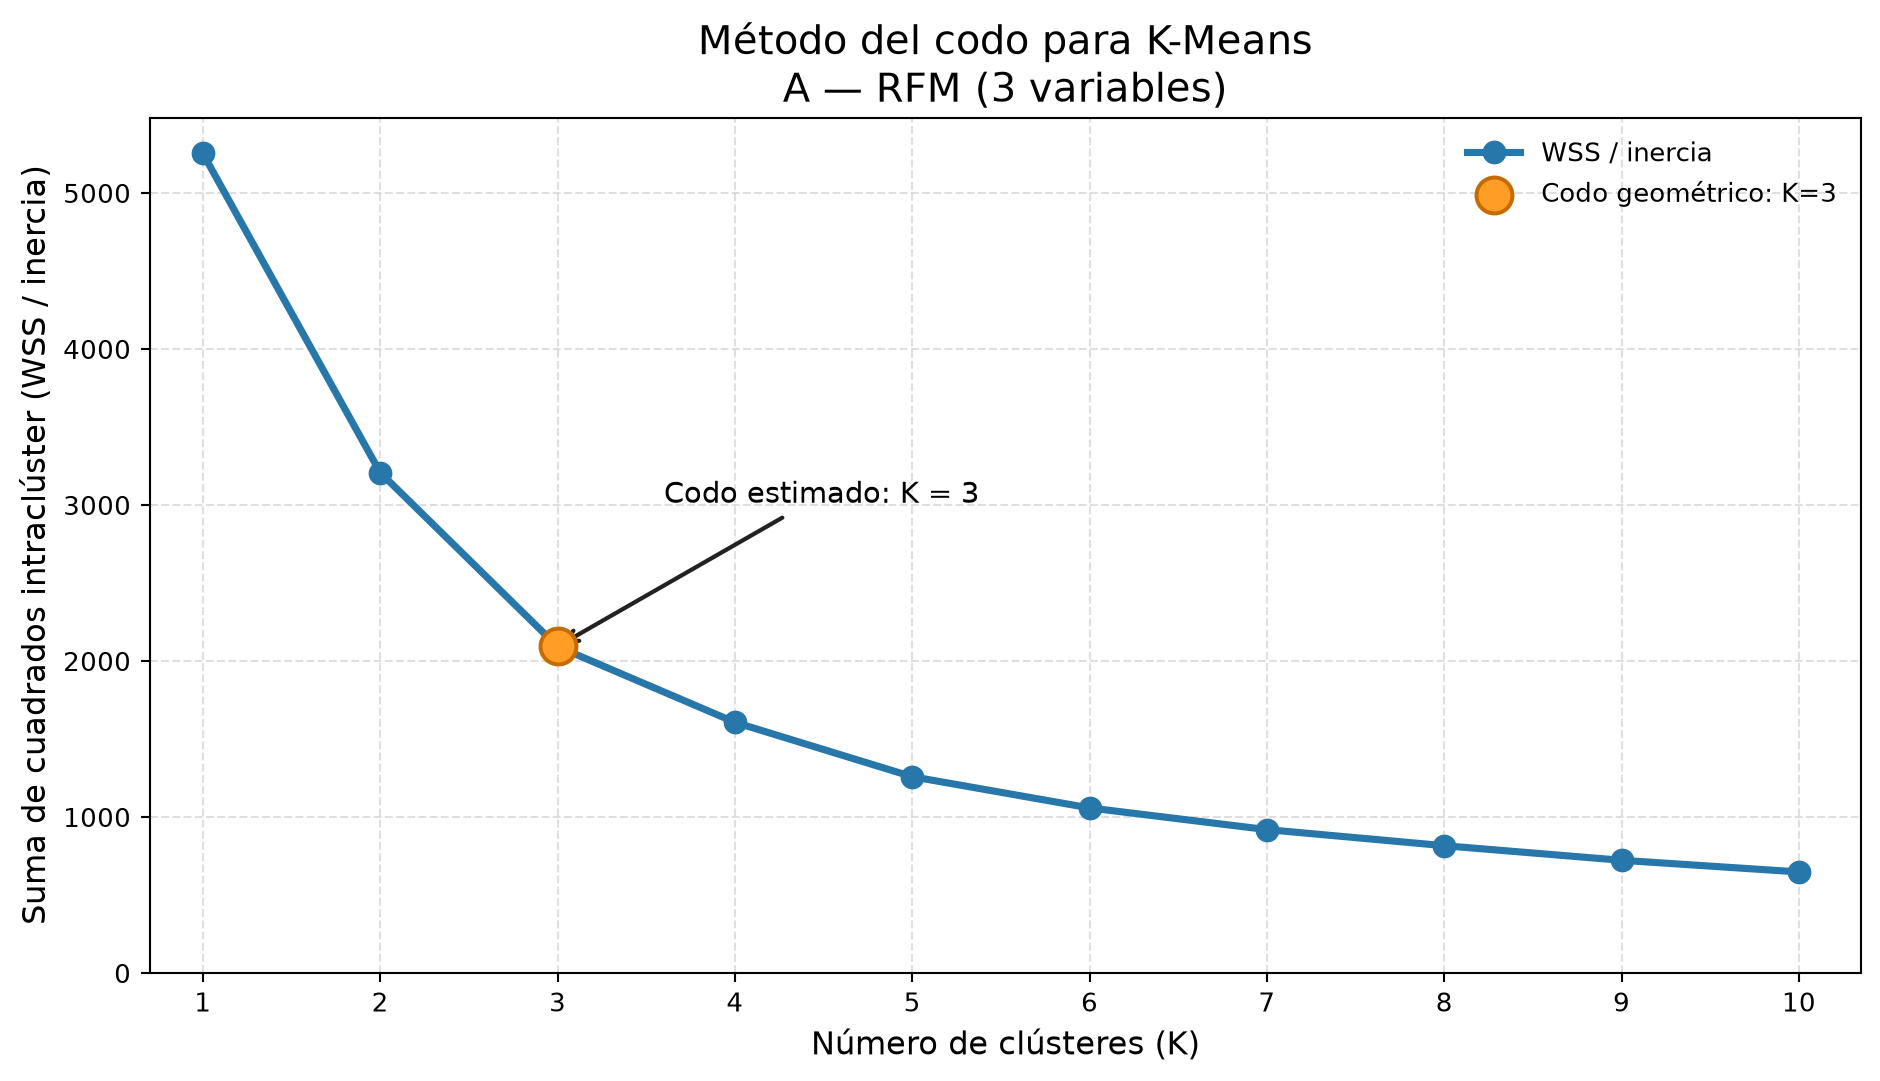 Método del codo para K-Means
A — RFM (3 variables)
WSS / inercia
Codo geométrico: K=3
Codo estimado: K = 3
Suma de cuadrados intraclúster (WSS / inercia)
5000
4000
3000
2000
1000
0
1 2 3 4 5 6 7 8 9 10
Número de clústeres (K)